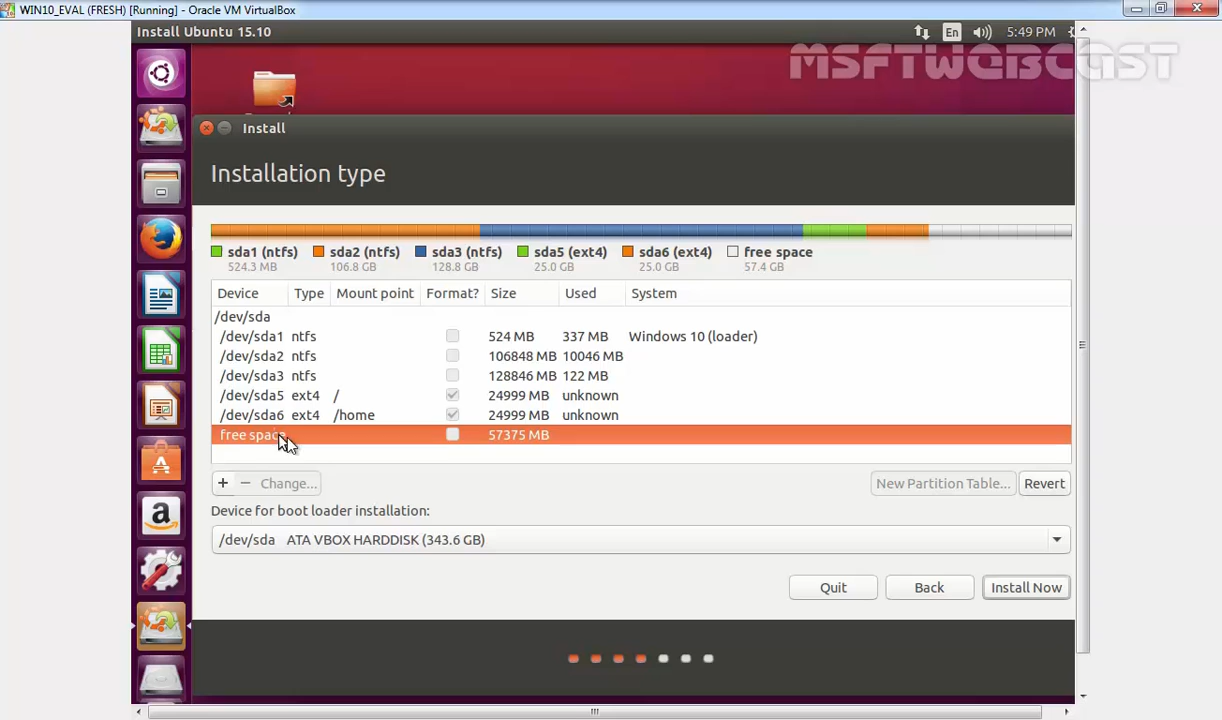 WIN10_EVAL (FRESH) [Running] - Oracle VM VirtualBox
Install Ubuntu 15.10
En
5:49 PM
MSFTWEBCAST
Install
Installation type
sda1 (ntfs) sda2 (ntfs) sda3 (ntfs) sda5 (ext4) sda6 (ext4) free space
524.3 MB 106.8 GB 128.8 GB 25.0 GB 25.0 GB 57.4 GB
Device Type Mount point Format? Size Used System
/dev/sda
/dev/sda1 ntfs 524 MB 337 MB Windows 10 (loader)
/dev/sda2 ntfs 106848 MB 10046 MB
/dev/sda3 ntfs 128846 MB 122 MB
/dev/sda5 ext4 / 24999 MB unknown
/dev/sda6 ext4 /home 24999 MB unknown
free space 57375 MB
+ − Change... New Partition Table... Revert
Device for boot loader installation:
/dev/sda ATA VBOX HARDDISK (343.6 GB)
Quit Back Install Now